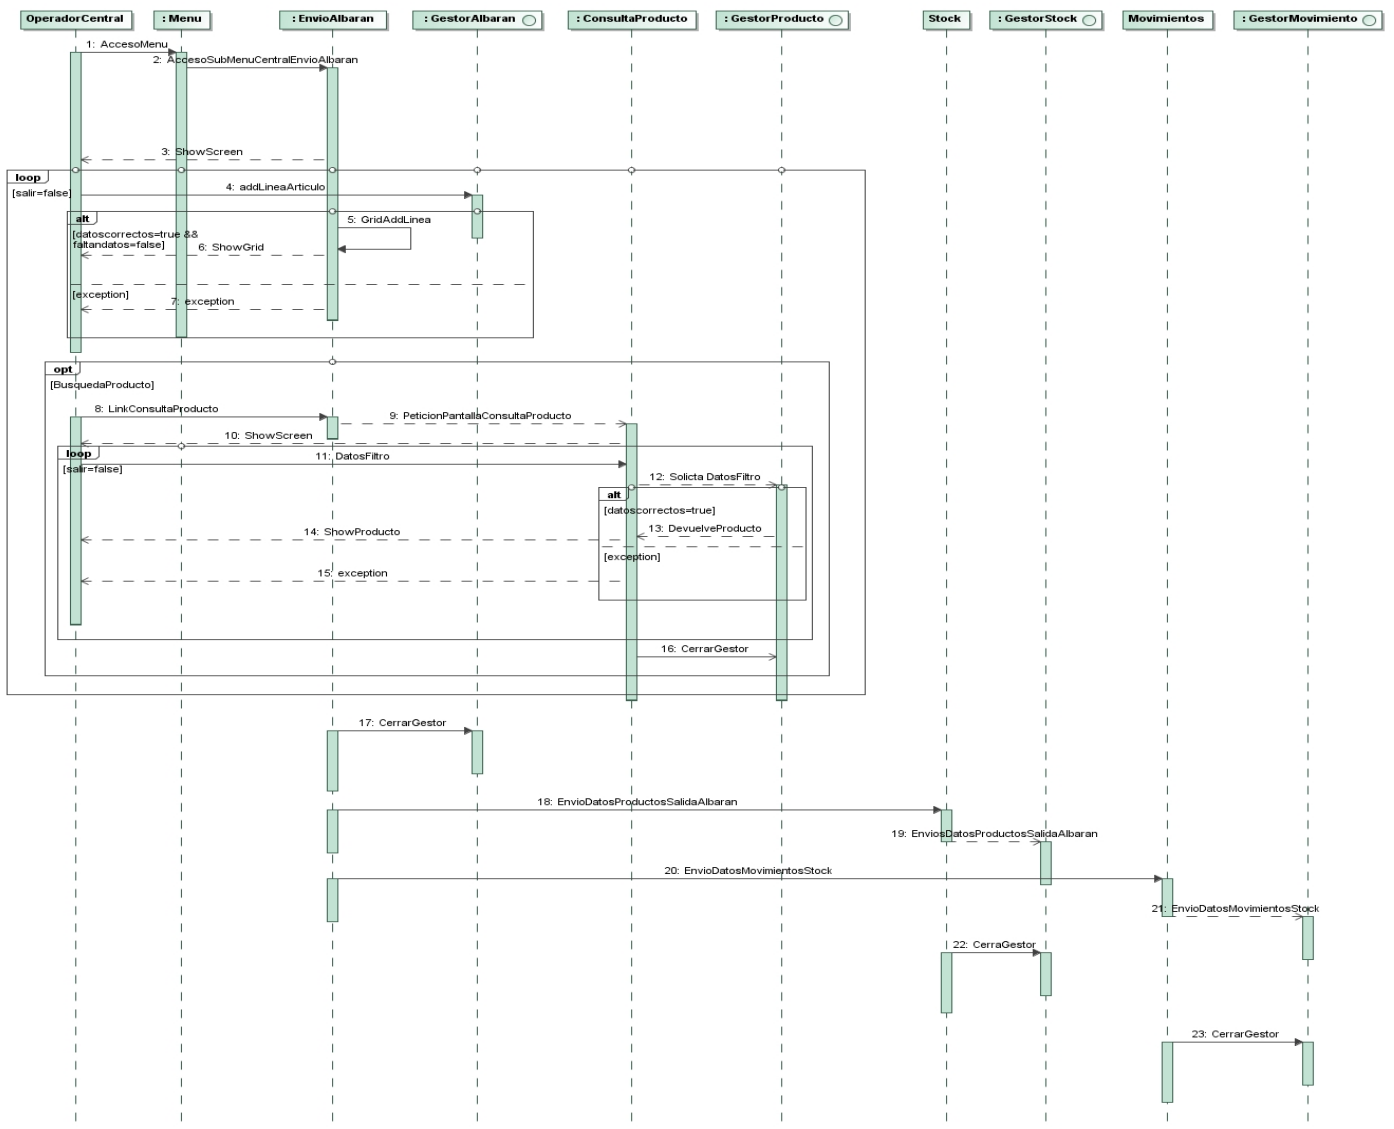 OperadorCentral
: Menu
: EnvioAlbaran
: GestorAlbaran
: ConsultaProducto
: GestorProducto
Stock
: GestorStock
Movimientos
: GestorMovimiento
1: AccesoMenu
2: AccesoSubMenuCentralEnvioAlbaran
3: ShowScreen
loop
[salir=false]
4: addLineaArticulo
alt
5: GridAddLinea
[datoscorrectos=true &&
faltandatos=false]
6: ShowGrid
[exception]
7: exception
opt
[BusquedaProducto]
8: LinkConsultaProducto
9: PeticionPantallaConsultaProducto
10: ShowScreen
loop
[salir=false]
11: DatosFiltro
12: Solicta DatosFiltro
alt
[datoscorrectos=true]
13: DevuelveProducto
14: ShowProducto
[exception]
15: exception
16: CerrarGestor
17: CerrarGestor
18: EnvioDatosProductosSalidaAlbaran
19: EnviosDatosProductosSalidaAlbaran
20: EnvioDatosMovimientosStock
21: EnvioDatosMovimientosStock
22: CerraGestor
23: CerrarGestor